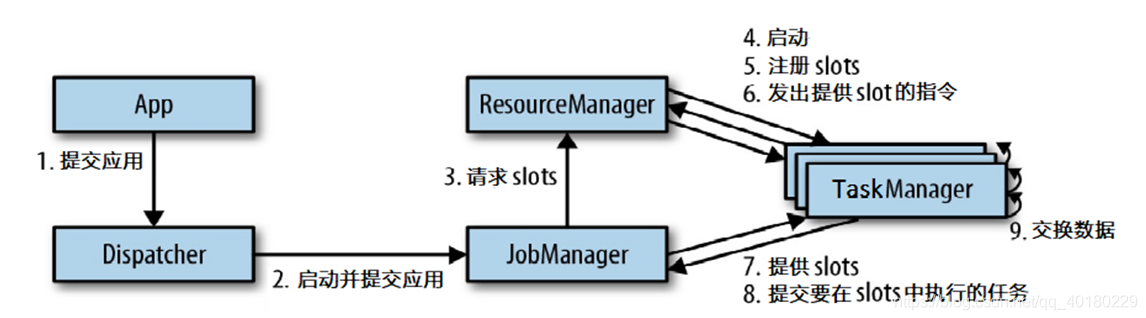 App
1. 提交应用
Dispatcher
2. 启动并提交应用
ResourceManager
3. 请求 slots
JobManager
4. 启动
5. 注册 slots
6. 发出提供 slot 的指令
TaskManager
7. 提供 slots
8. 提交要在 slots 中执行的任务
9. 交换数据
https://blog.csdn.net/qq_40180229